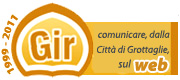 1999 - 2011
Gir
comunicare, dalla
Città di Grottaglie,
sul web